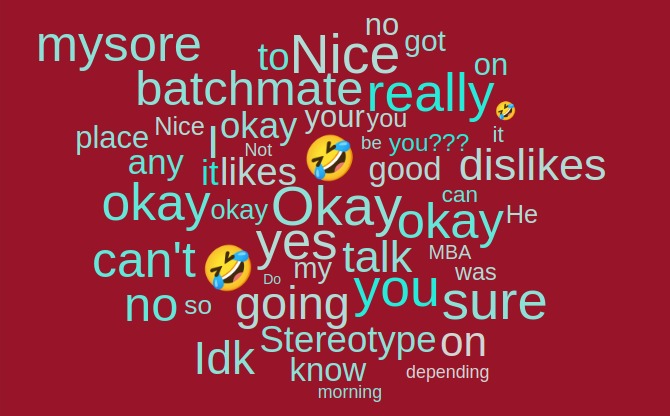 no
mysore to Nice got
on
batchmate really 🤣
place Nice I okay your you
Not be you??? it
any it likes 🤣 good dislikes
okay okay Okay can
okay He
can't 🤣 yes talk MBA
Do my was
no so going you sure
Stereotype on
Idk know depending
morning